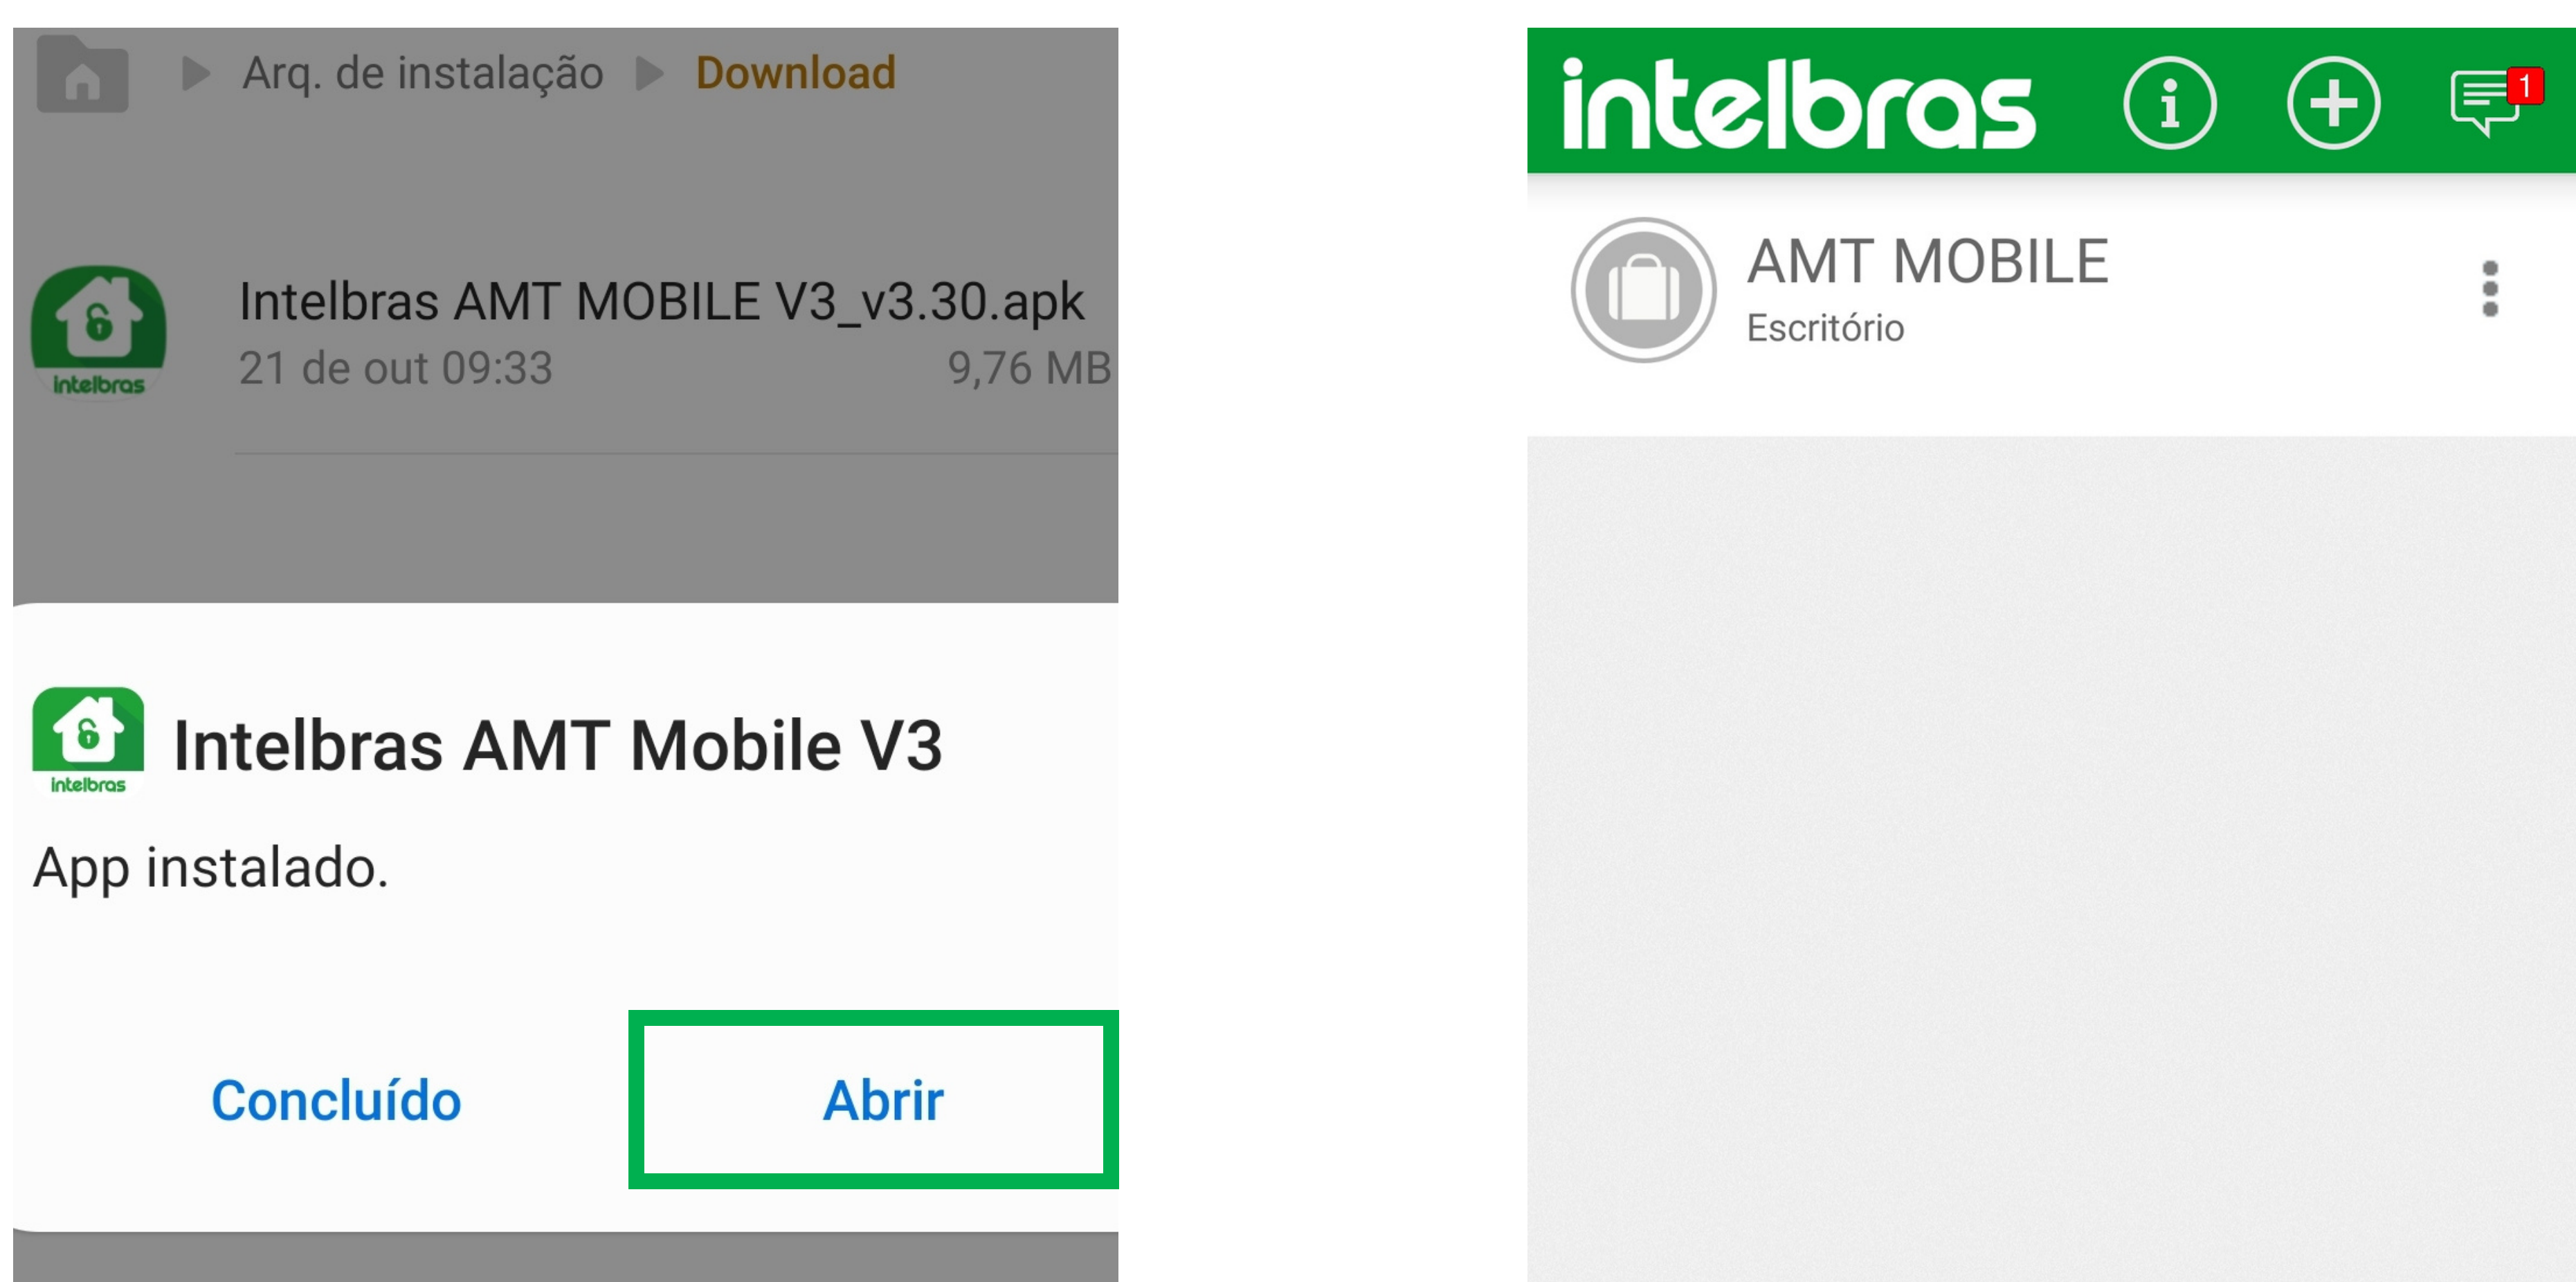 Arq. de instalação Download
intelbras
Intelbras AMT MOBILE V3_v3.30.apk
21 de out 09:33 9,76 MB
intelbras
Intelbras AMT Mobile V3
App instalado.
Concluído Abrir
intelbras
1
AMT MOBILE
Escritório